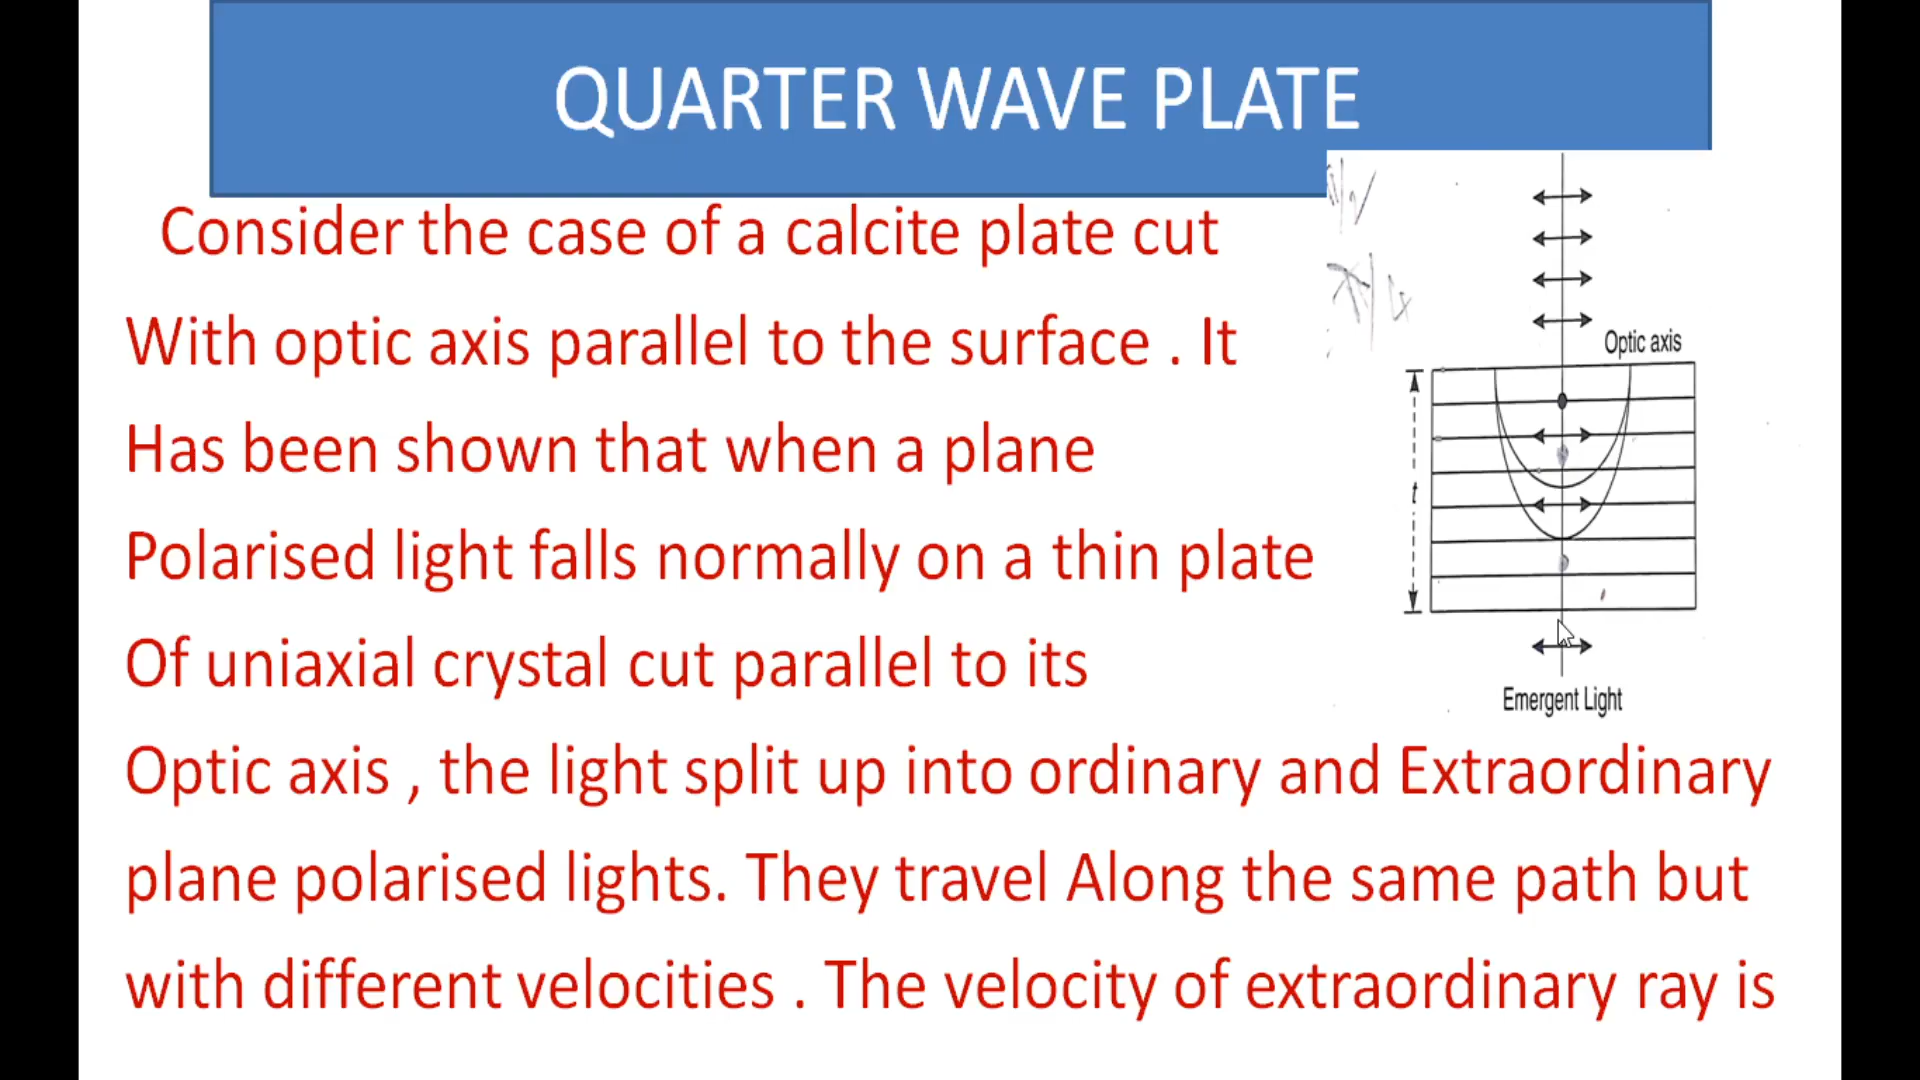 QUARTER WAVE PLATE
Consider the case of a calcite plate cut
With optic axis parallel to the surface . It
Has been shown that when a plane
Polarised light falls normally on a thin plate
Of uniaxial crystal cut parallel to its
Optic axis , the light split up into ordinary and Extraordinary
plane polarised lights. They travel Along the same path but
with different velocities . The velocity of extraordinary ray is
Optic axis
t
Emergent Light